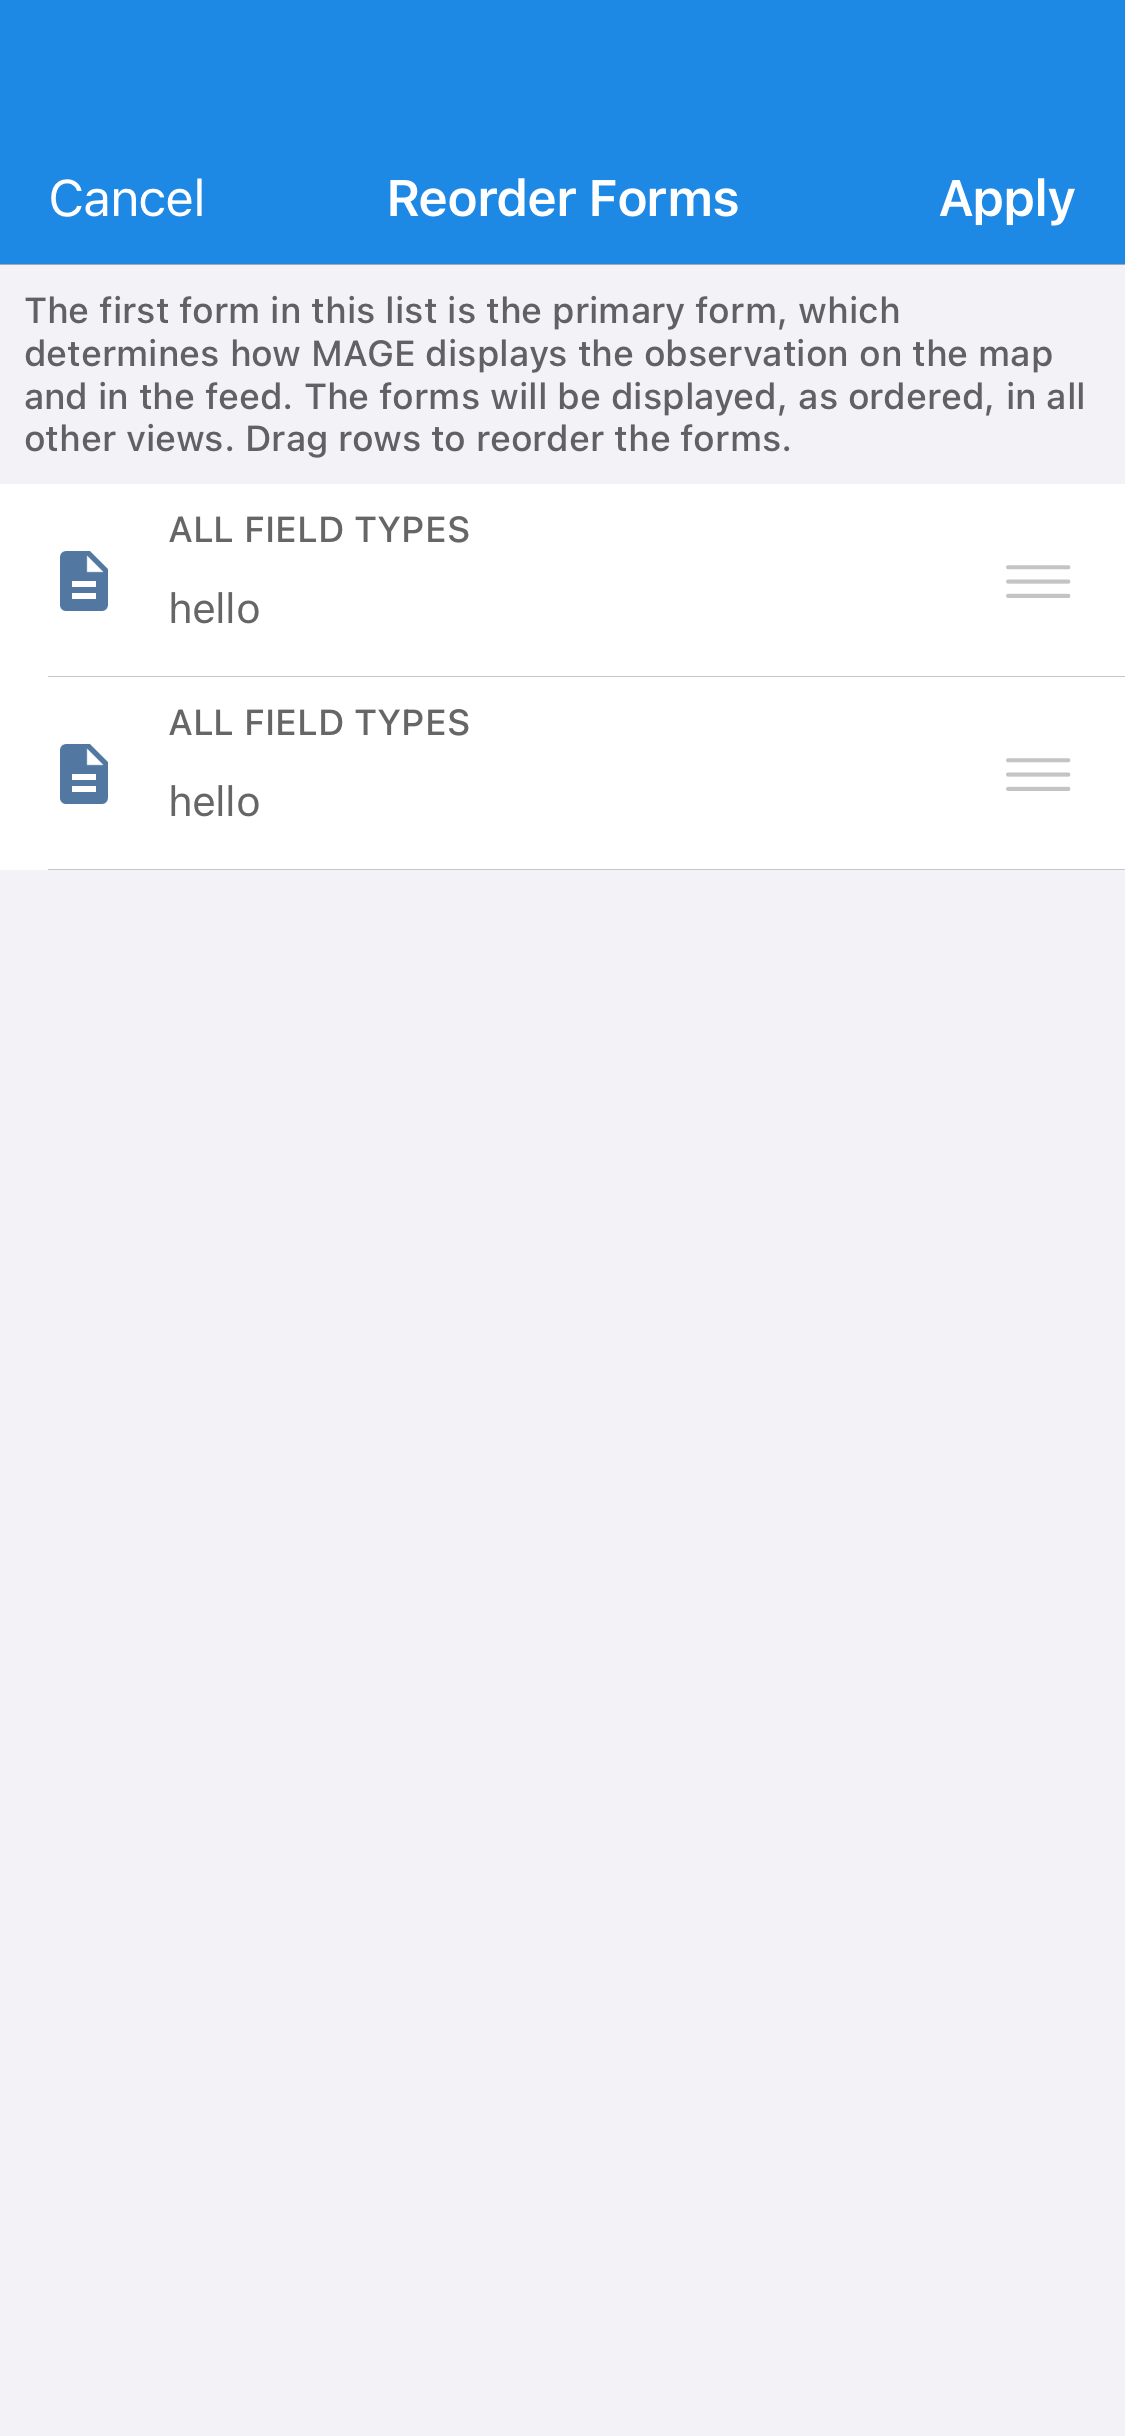 Cancel
Reorder Forms
Apply
The first form in this list is the primary form, which
determines how MAGE displays the observation on the map
and in the feed. The forms will be displayed, as ordered, in all
other views. Drag rows to reorder the forms.
ALL FIELD TYPES
hello
ALL FIELD TYPES
hello